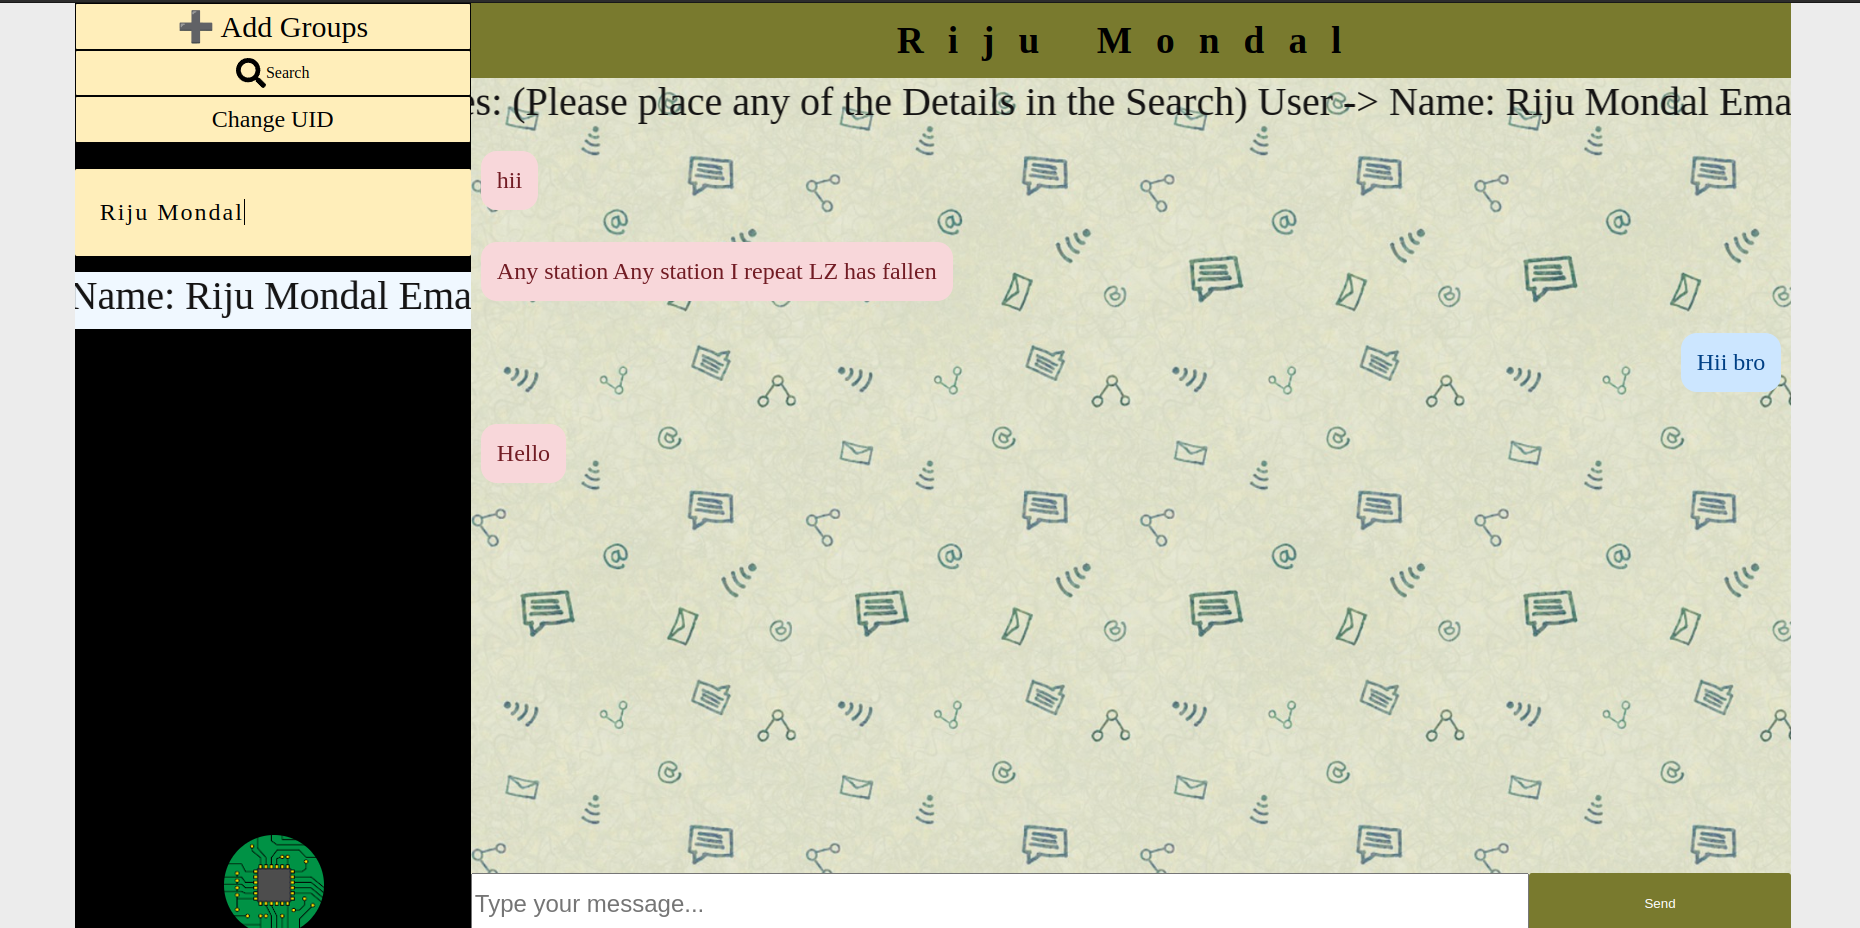 ➕ Add Groups
Search
Change UID
Riju Mondal
Name: Riju Mondal Ema
Riju Mondal
es: (Please place any of the Details in the Search) User -> Name: Riju Mondal Ema
hii
Any station Any station I repeat LZ has fallen
Hii bro
Hello
Type your message...
Send